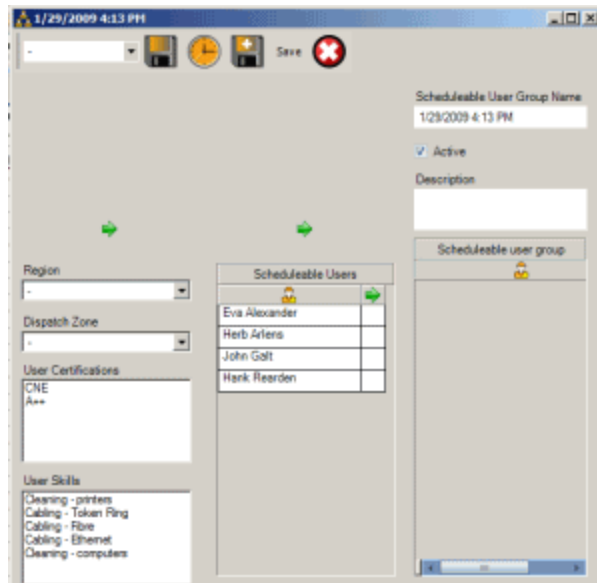 1/29/2009 4:13 PM
-
Save
Scheduleable User Group Name
1/29/2009 4:13 PM
Active
Description
Scheduleable user group
Region
-
Dispatch Zone
-
User Certifications
CNE
A++
User Skills
Cleaning - printers
Cabling - Token Ring
Cabling - Fibre
Cabling - Ethernet
Cleaning - computers
Scheduleable Users
Eva Alexander
Herb Arlens
John Galt
Hank Rearden